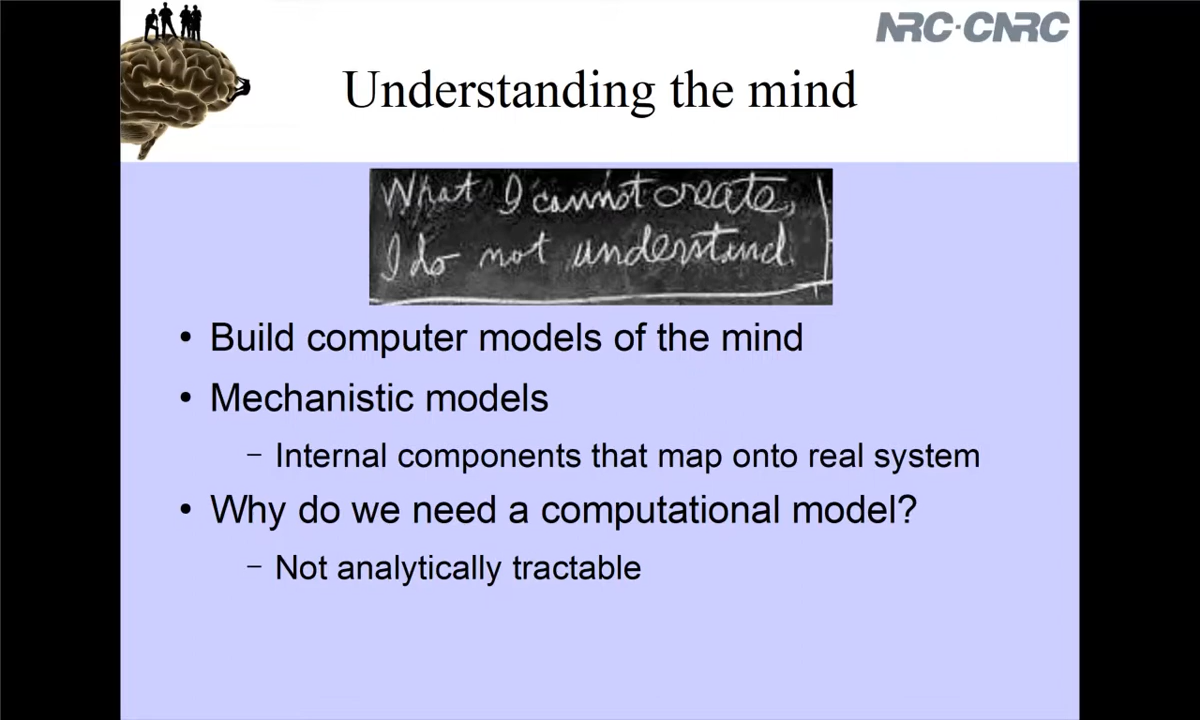 NRC·CNRC
Understanding the mind
What I cannot create,
I do not understand.
• Build computer models of the mind
• Mechanistic models
– Internal components that map onto real system
• Why do we need a computational model?
– Not analytically tractable